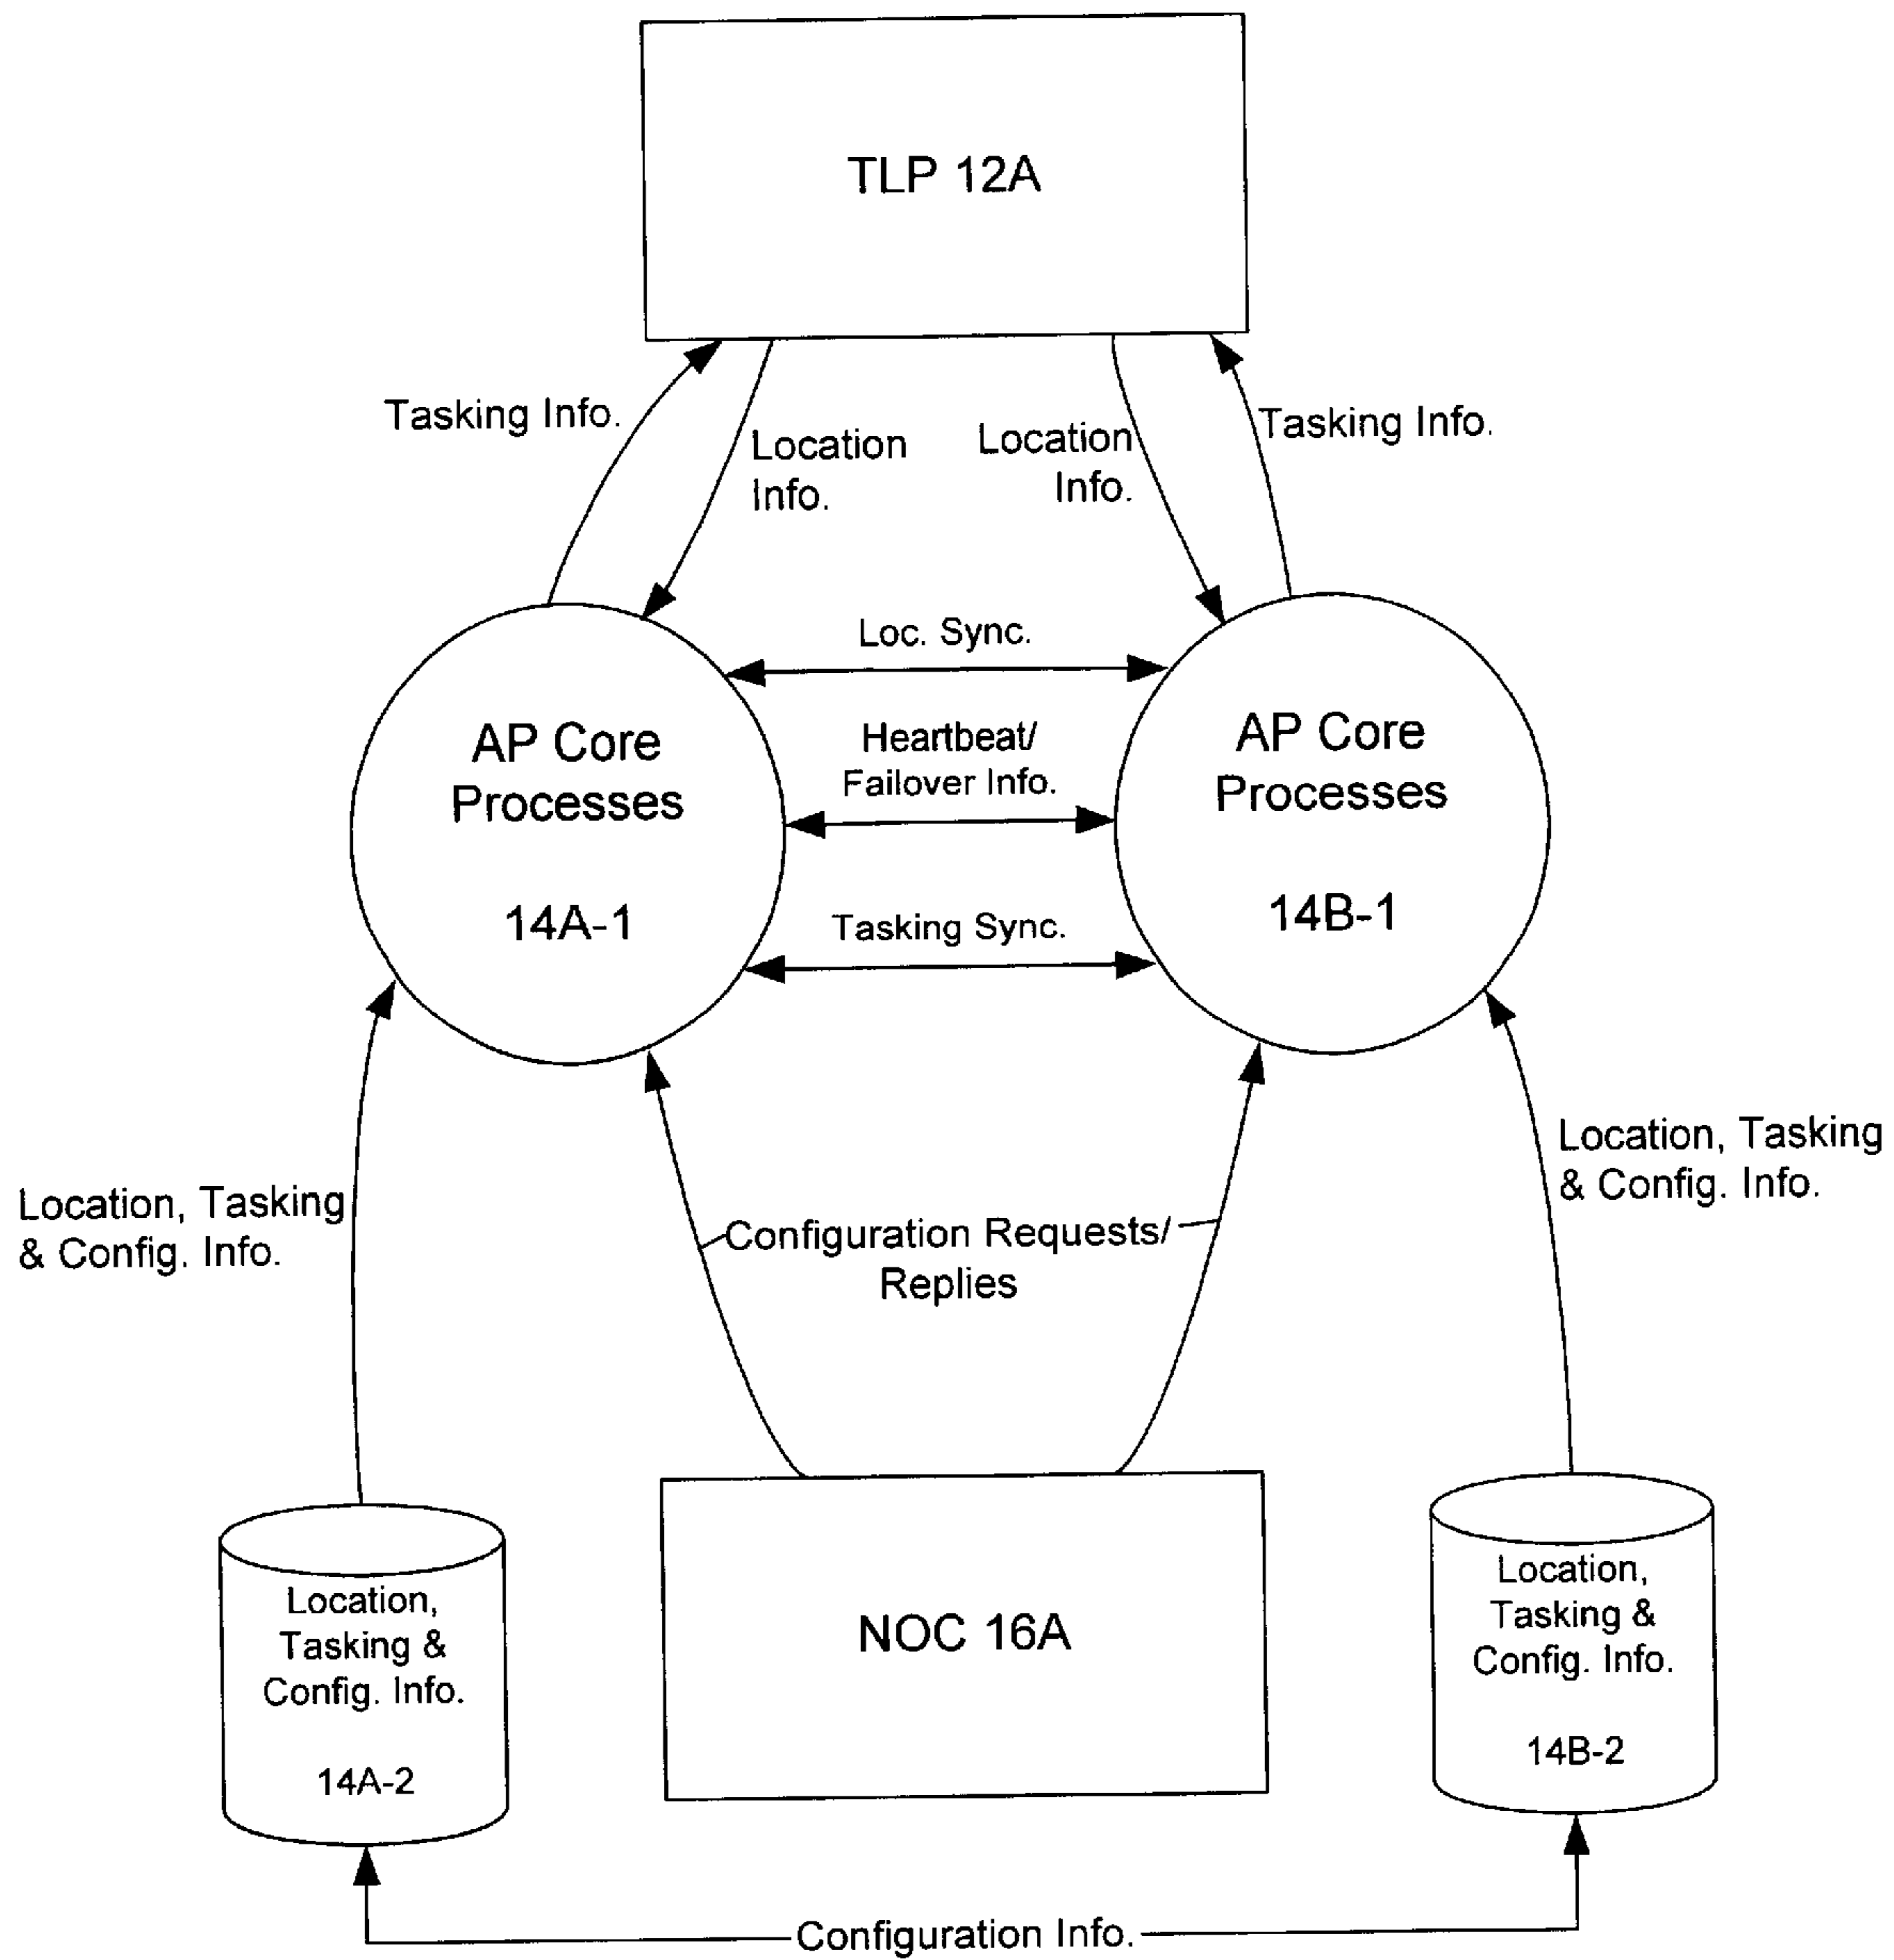 TLP 12A
Tasking Info.
Location
Info.
Location
Info.
Tasking Info.
Loc. Sync.
AP Core
Processes
14A-1
Heartbeat/
Failover Info.
AP Core
Processes
14B-1
Tasking Sync.
Location, Tasking
& Config. Info.
Configuration Requests/
Replies
Location, Tasking
& Config. Info.
Location,
Tasking &
Config. Info.
14A-2
NOC 16A
Location,
Tasking &
Config. Info.
14B-2
Configuration Info.